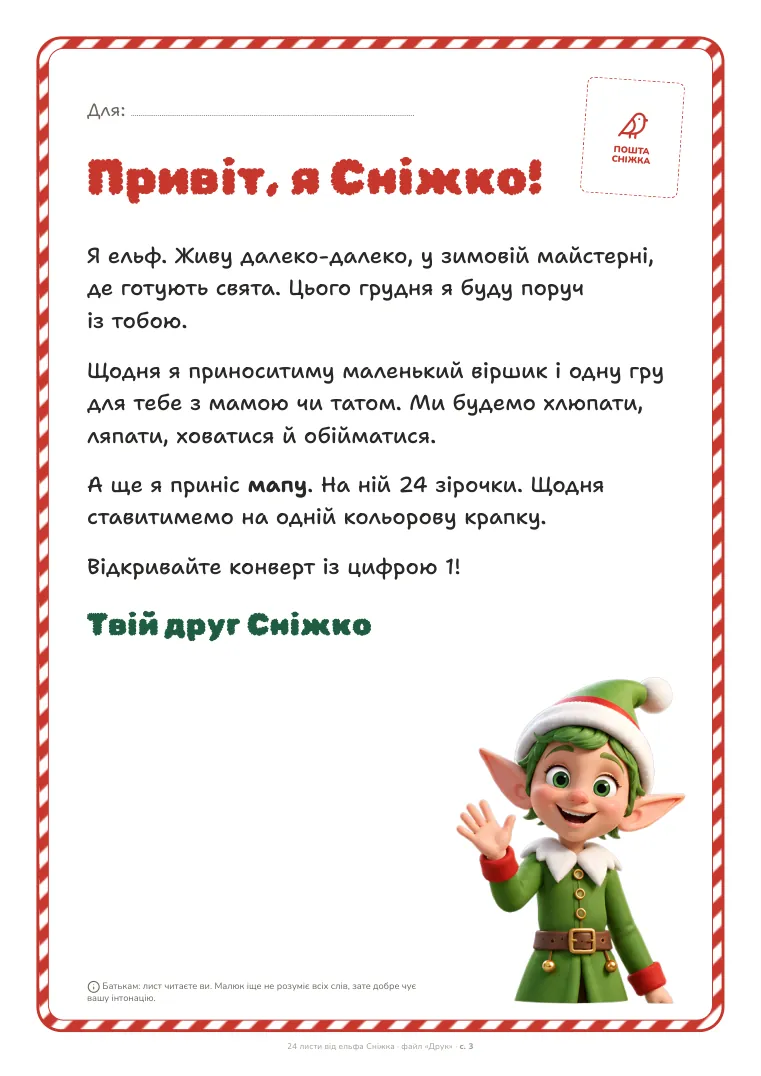 Для:
ПОШТА
СНІЖКА
Привіт, я Сніжко!
Я ельф. Живу далеко-далеко, у зимовій майстерні,
де готують свята. Цього грудня я буду поруч
із тобою.
Щодня я приноситиму маленький віршик і одну гру
для тебе з мамою чи татом. Ми будемо хлюпати,
ляпати, ховатися й обійматися.
А ще я приніс мапу. На ній 24 зірочки. Щодня
ставитимемо на одній кольорову крапку.
Відкривайте конверт із цифрою 1!
Твій друг Сніжко
Батькам: лист читаєте ви. Малюк іще не розуміє всіх слів, зате добре чує
вашу інтонацію.
24 листи від ельфа Сніжка · файл «Друк» · с. 3